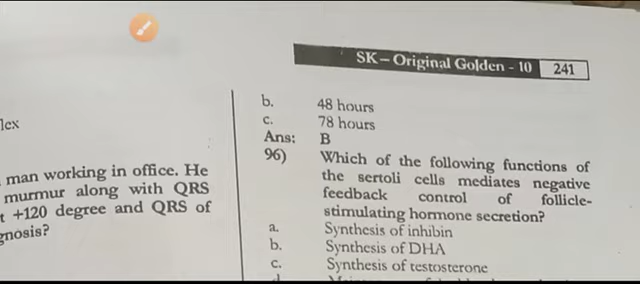 SK – Original Golden - 10 241
lex
man working in office. He
murmur along with QRS
+120 degree and QRS of
gnosis?
b. 48 hours
c. 78 hours
Ans: B
96) Which of the following functions of
the sertoli cells mediates negative
feedback control of follicle-
stimulating hormone secretion?
a. Synthesis of inhibin
b. Synthesis of DHA
c. Synthesis of testosterone